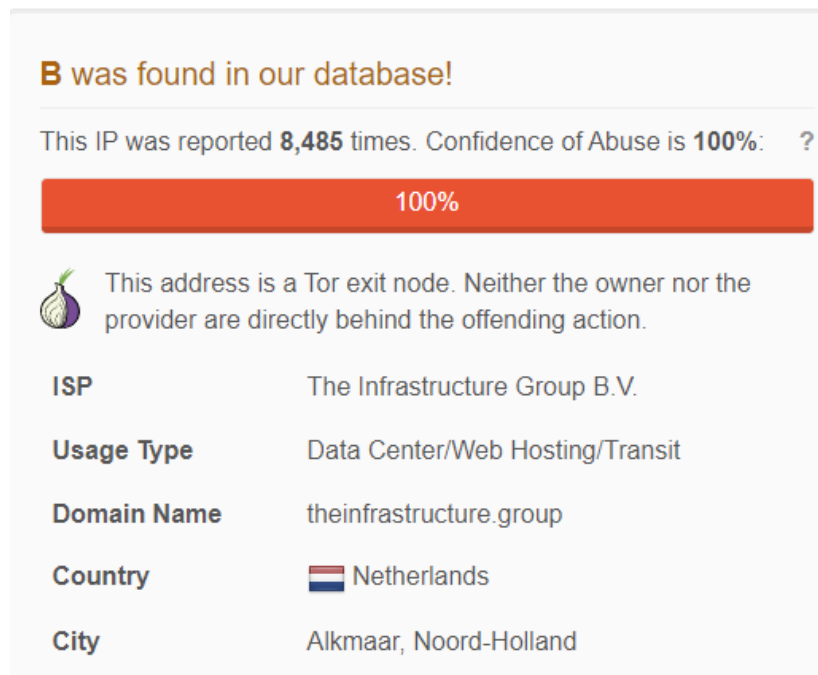 B was found in our database!
This IP was reported 8,485 times. Confidence of Abuse is 100%: ?
100%
This address is a Tor exit node. Neither the owner nor the
provider are directly behind the offending action.
ISP The Infrastructure Group B.V.
Usage Type Data Center/Web Hosting/Transit
Domain Name theinfrastructure.group
Country Netherlands
City Alkmaar, Noord-Holland